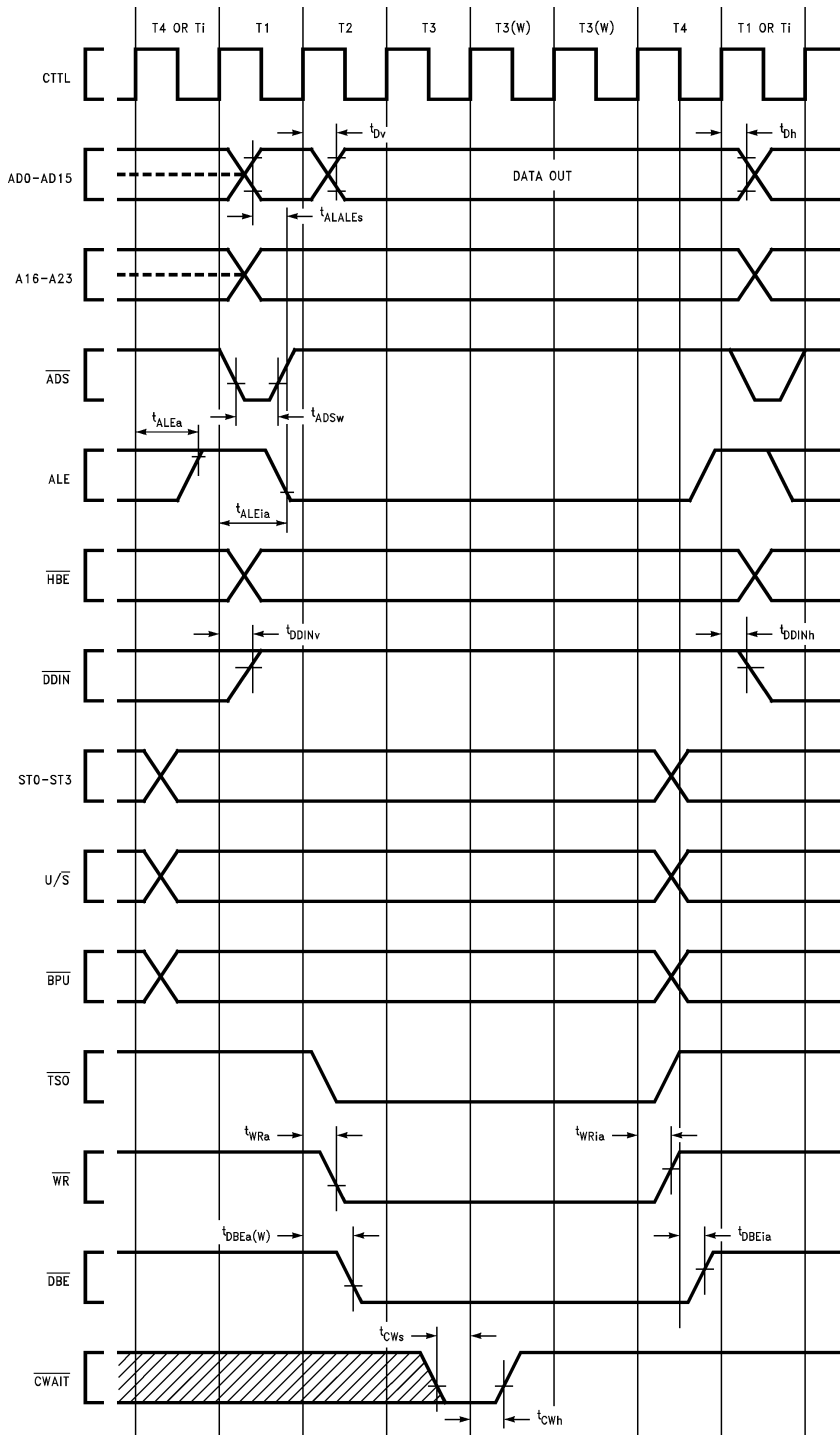 T4 OR Ti T1 T2 T3 T3(W) T3(W) T4 T1 OR Ti
CTTL
tDv tDh
AD0-AD15 DATA OUT
tALALEs
A16-A23
ADS
tALEa tADSw
ALE
tALEia
HBE
tDDINv tDDINh
DDIN
ST0-ST3
U/S
BPU
TSO
tWRa tWRia
WR
tDBEa(W) tDBEia
DBE
tCWs
CWAIT
tCWh